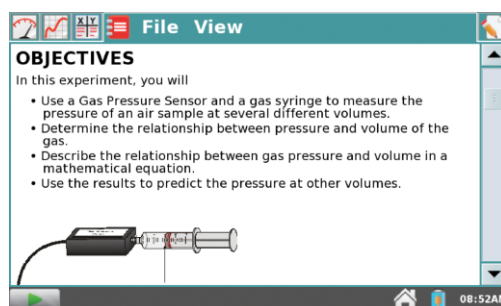 X Y
File View
OBJECTIVES
In this experiment, you will
• Use a Gas Pressure Sensor and a gas syringe to measure the
pressure of an air sample at several different volumes.
• Determine the relationship between pressure and volume of the
gas.
• Describe the relationship between gas pressure and volume in a
mathematical equation.
• Use the results to predict the pressure at other volumes.
08:52AM